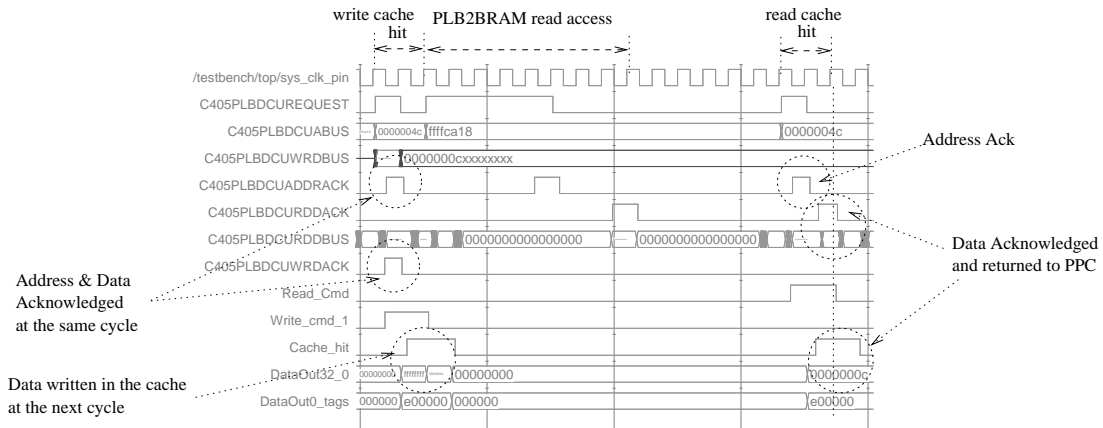 write cache
hit
PLB2BRAM read access
read cache
hit
/testbench/top/sys_clk_pin
C405PLBDCUREQUEST
C405PLBDCUABUS
0000004c
ffffca18
0000004c
C405PLBDCUWRDBUS
0000000cxxxxxxxx
Address Ack
C405PLBDCUADDRACK
C405PLBDCURDDACK
C405PLBDCURDDBUS
0000000000000000
0000000000000000
Data Acknowledged
and returned to PPC
C405PLBDCUWRDACK
Address & Data
Acknowledged
at the same cycle
Read_Cmd
Write_cmd_1
Cache_hit
Data written in the cache
at the next cycle
DataOut32_0
00000000
ffffffff
00000000
0000000c
DataOut0_tags
000000
e00000
000000
e00000